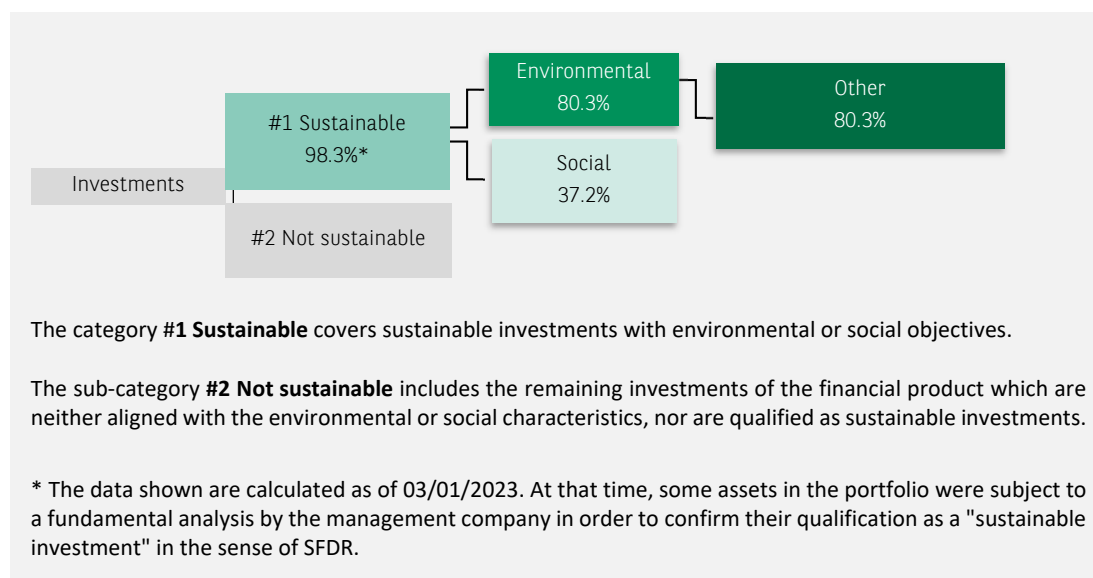 Environmental
80.3%
Other
80.3%
#1 Sustainable
98.3%*
Social
37.2%
Investments
#2 Not sustainable
The category #1 Sustainable covers sustainable investments with environmental or social objectives.
The sub-category #2 Not sustainable includes the remaining investments of the financial product which are
neither aligned with the environmental or social characteristics, nor are qualified as sustainable investments.
* The data shown are calculated as of 03/01/2023. At that time, some assets in the portfolio were subject to
a fundamental analysis by the management company in order to confirm their qualification as a "sustainable
investment" in the sense of SFDR.